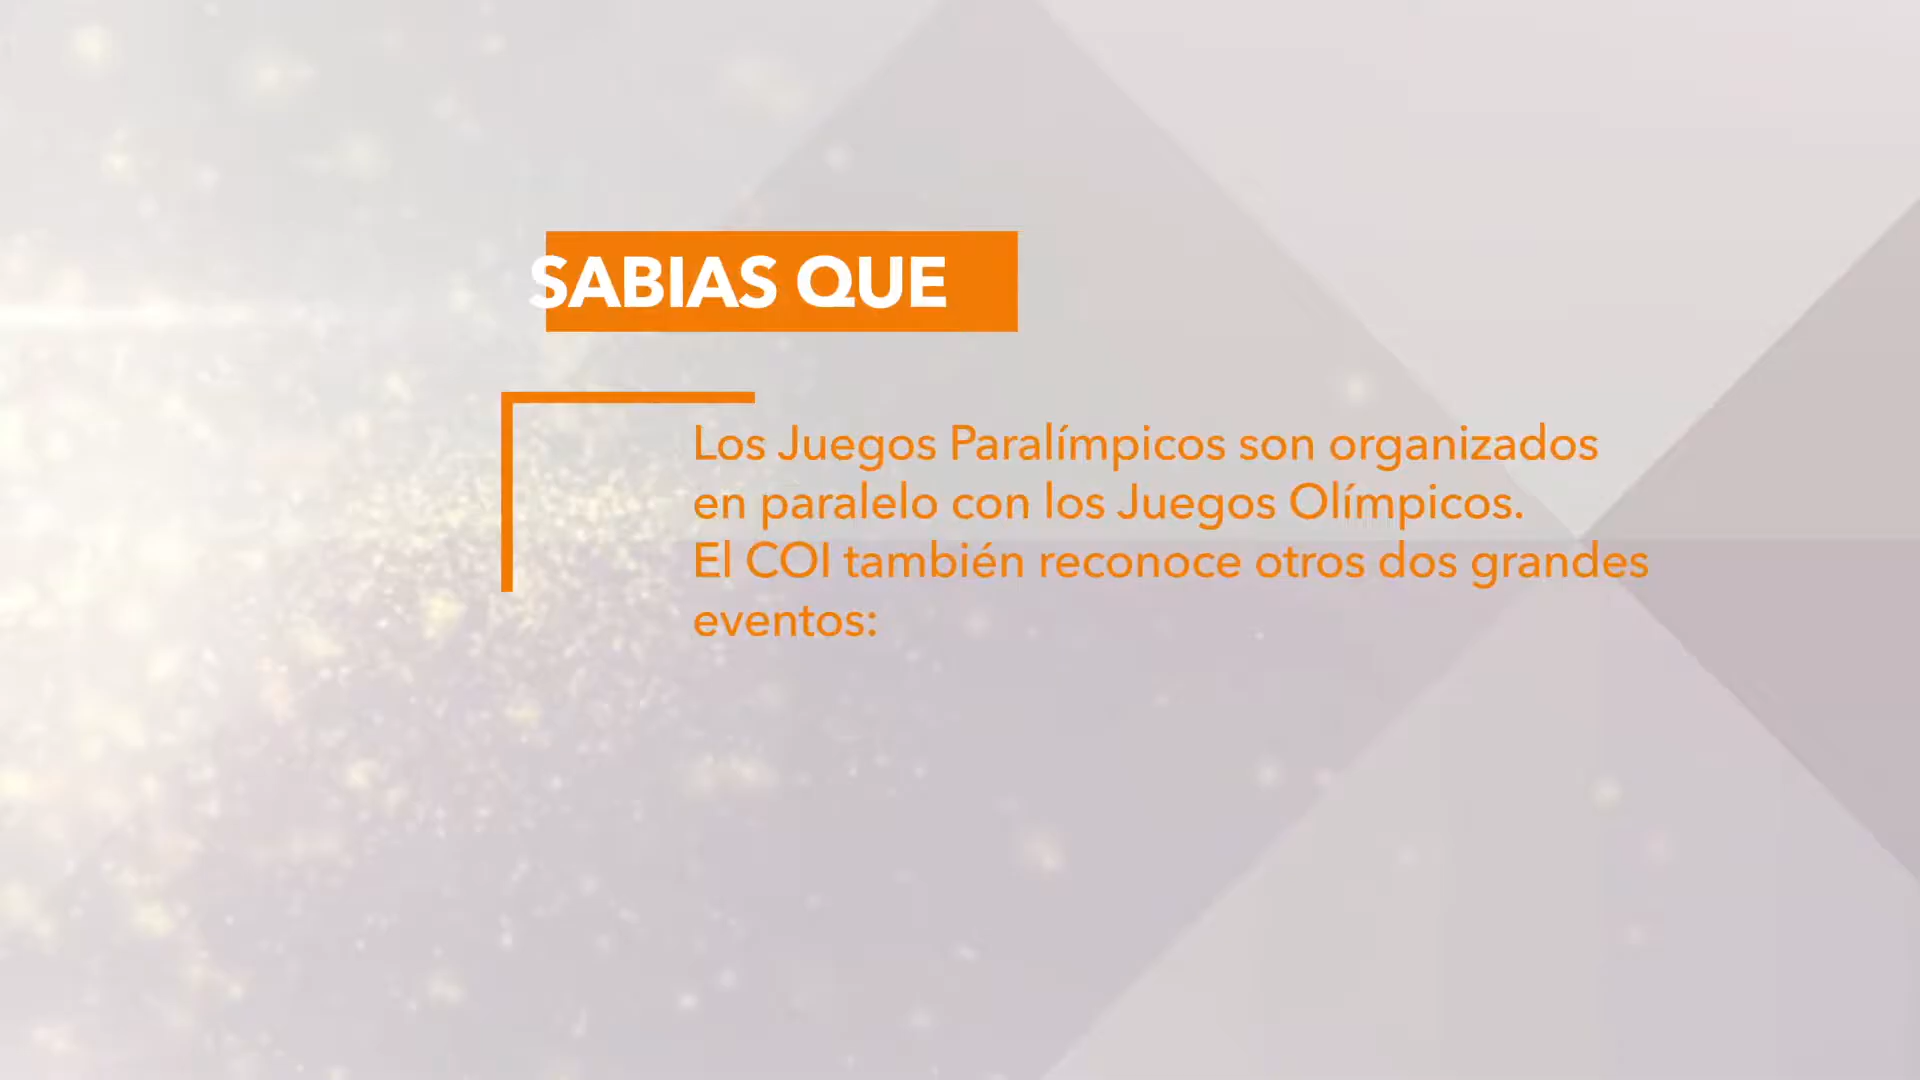 SABIAS QUE
Los Juegos Paralímpicos son organizados
en paralelo con los Juegos Olímpicos.
El COI también reconoce otros dos grandes
eventos: